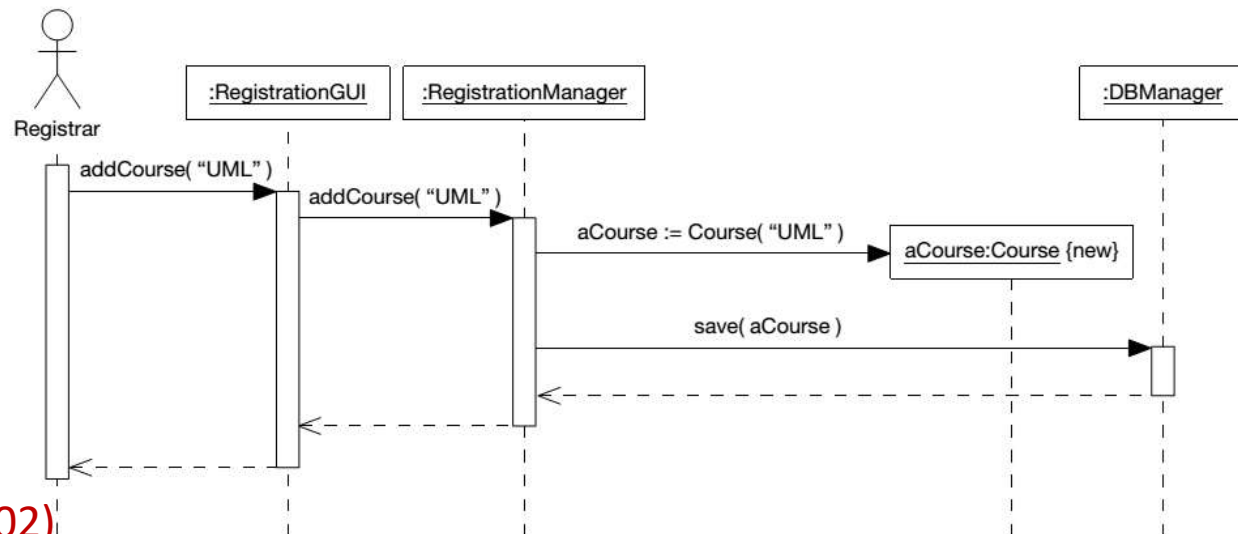 :RegistrationGUI
:RegistrationManager
:DBManager
Registrar
addCourse( “UML” )
addCourse( “UML” )
aCourse := Course( “UML” )
aCourse:Course {new}
save( aCourse )
02)